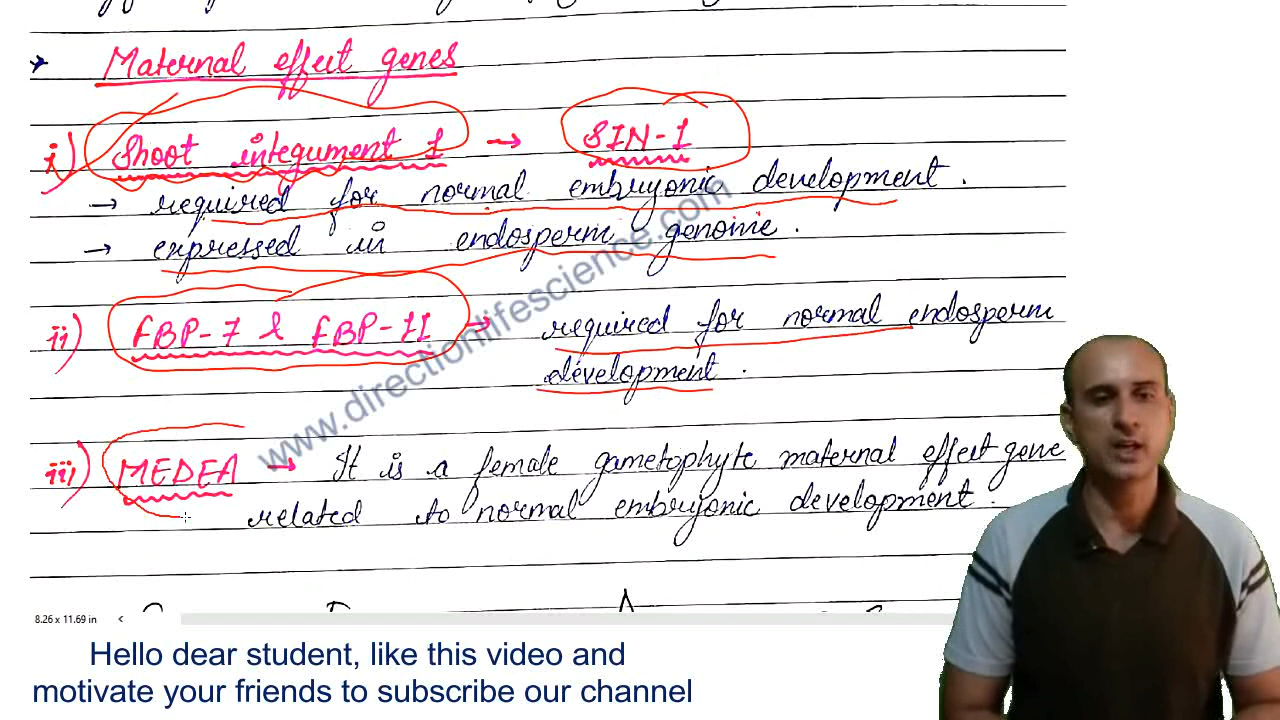 → Maternal effect genes
i) Shoot integument 1 → SIN-1
→ required for normal embryonic development.
→ expressed in endosperm genome.
ii) FBP-7 & FBP-11 → required for normal endosperm
development.
iii) MEDEA → It is a female gametophyte maternal effect gene
related to normal embryonic development.
www.directionlifescience.com
8.26 x 11.69 in
Hello dear student, like this video and
motivate your friends to subscribe our channel